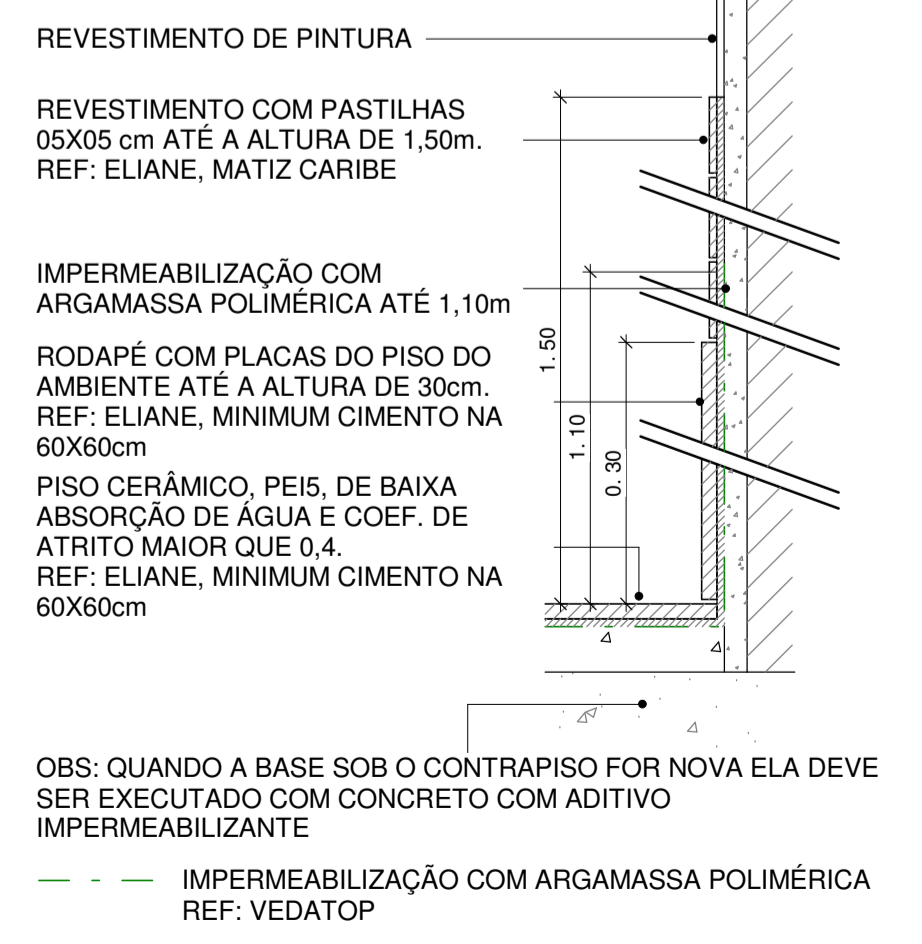 REVESTIMENTO DE PINTURA
REVESTIMENTO COM PASTILHAS
05X05 cm ATÉ A ALTURA DE 1,50m.
REF: ELIANE, MATIZ CARIBE
IMPERMEABILIZAÇÃO COM
ARGAMASSA POLIMÉRICA ATÉ 1,10m
RODAPÉ COM PLACAS DO PISO DO
AMBIENTE ATÉ A ALTURA DE 30cm.
REF: ELIANE, MINIMUM CIMENTO NA
60X60cm
PISO CERÂMICO, PEI5, DE BAIXA
ABSORÇÃO DE ÁGUA E COEF. DE
ATRITO MAIOR QUE 0,4.
REF: ELIANE, MINIMUM CIMENTO NA
60X60cm
1.50
1.10
0.30
OBS: QUANDO A BASE SOB O CONTRAPISO FOR NOVA ELA DEVE
SER EXECUTADO COM CONCRETO COM ADITIVO
IMPERMEABILIZANTE
IMPERMEABILIZAÇÃO COM ARGAMASSA POLIMÉRICA
REF: VEDATOP